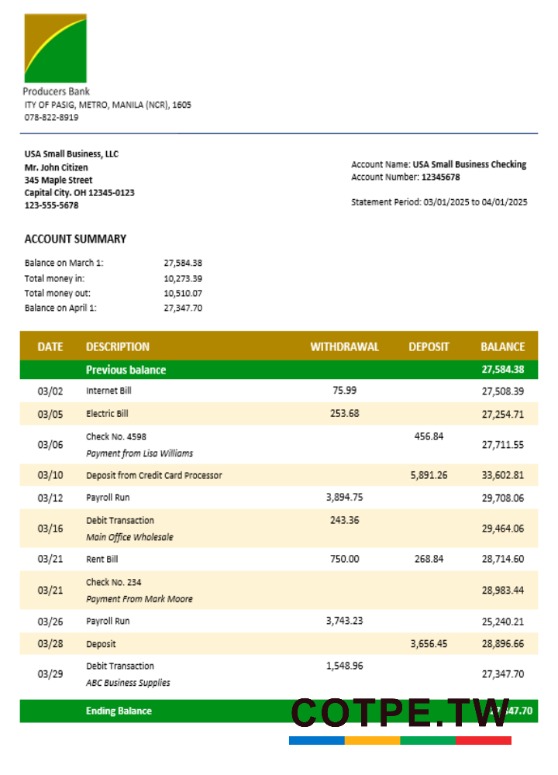 Producers Bank
ITY OF PASIG, METRO, MANILA (NCR), 1605
078-822-8919
USA Small Business, LLC
Mr. John Citizen
345 Maple Street
Capital City. OH 12345-0123
123-555-5678
Account Name: USA Small Business Checking
Account Number: 12345678
Statement Period: 03/01/2025 to 04/01/2025
ACCOUNT SUMMARY
Balance on March 1: 27,584.38
Total money in: 10,273.39
Total money out: 10,510.07
Balance on April 1: 27,347.70
DATE DESCRIPTION WITHDRAWAL DEPOSIT BALANCE
Previous balance 27,584.38
03/02 Internet Bill 75.99 27,508.39
03/05 Electric Bill 253.68 27,254.71
03/06 Check No. 4598 456.84 27,711.55
Payment from Lisa Williams
03/10 Deposit from Credit Card Processor 5,891.26 33,602.81
03/12 Payroll Run 3,894.75 29,708.06
03/16 Debit Transaction 243.36 29,464.06
Main Office Wholesale
03/21 Rent Bill 750.00 268.84 28,714.60
03/21 Check No. 234 28,983.44
Payment From Mark Moore
03/26 Payroll Run 3,743.23 25,240.21
03/28 Deposit 3,656.45 28,896.66
03/29 Debit Transaction 1,548.96 27,347.70
ABC Business Supplies
Ending Balance
COTPE.TW